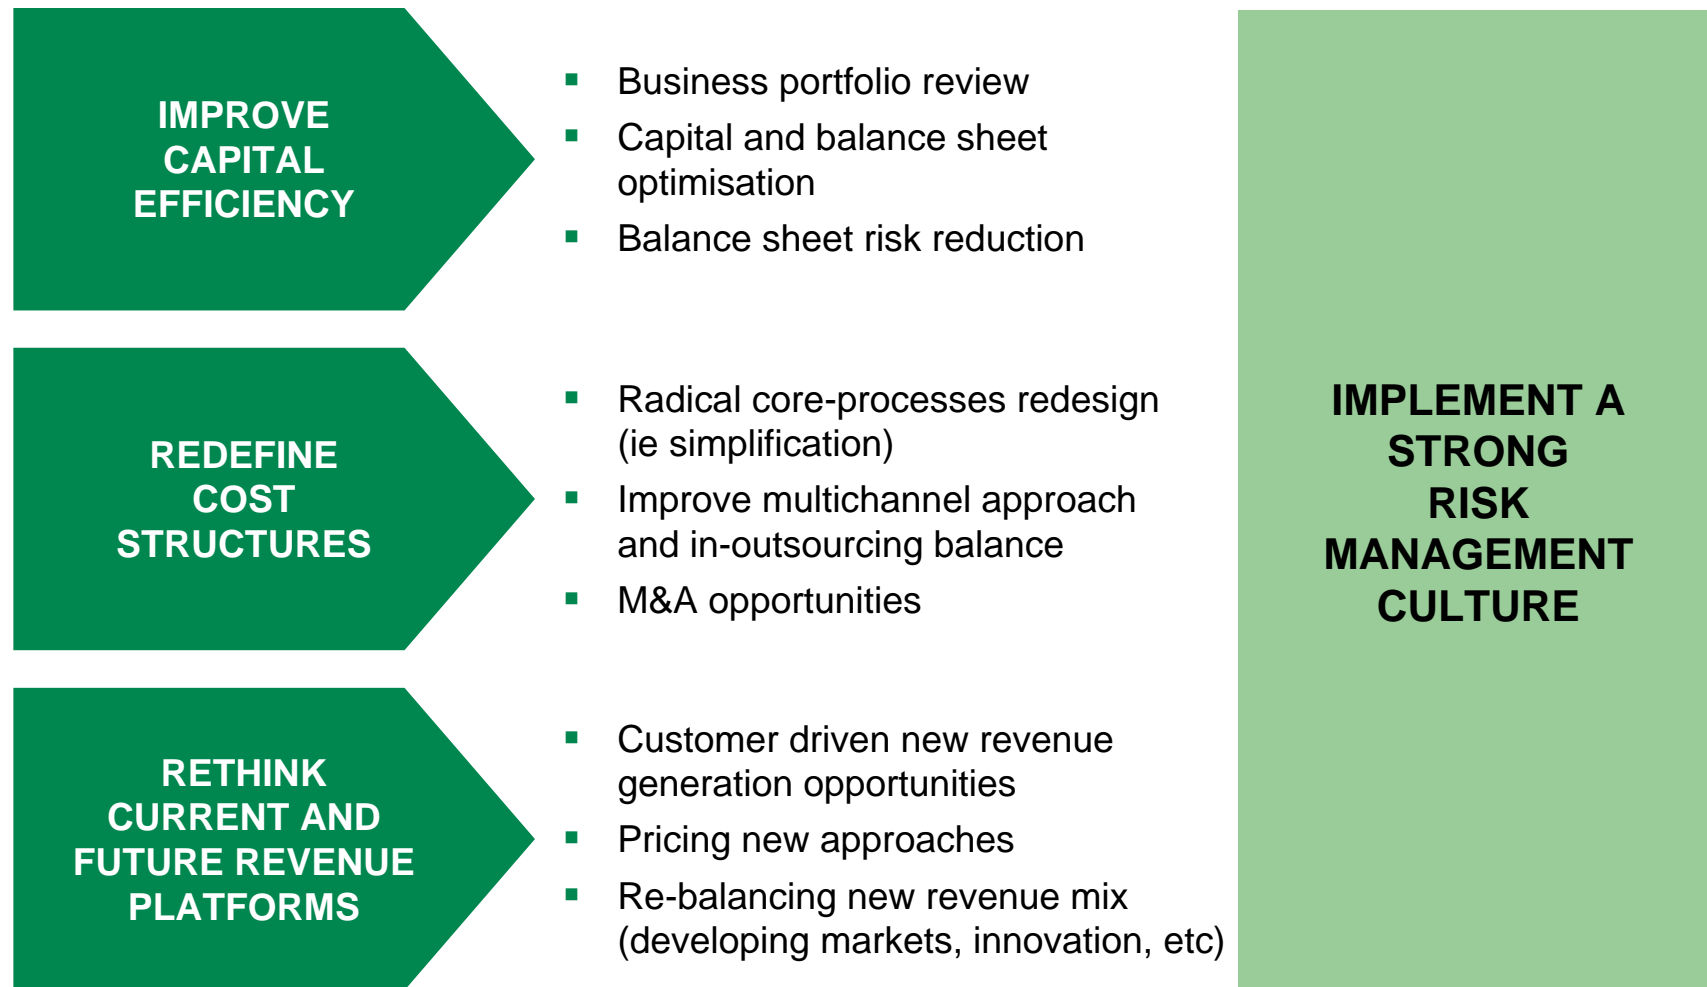 IMPROVE
CAPITAL
EFFICIENCY
▪ Business portfolio review
▪ Capital and balance sheet
optimisation
▪ Balance sheet risk reduction
REDEFINE
COST
STRUCTURES
▪ Radical core-processes redesign
(ie simplification)
▪ Improve multichannel approach
and in-outsourcing balance
▪ M&A opportunities
RETHINK
CURRENT AND
FUTURE REVENUE
PLATFORMS
▪ Customer driven new revenue
generation opportunities
▪ Pricing new approaches
▪ Re-balancing new revenue mix
(developing markets, innovation, etc)
IMPLEMENT A
STRONG
RISK
MANAGEMENT
CULTURE